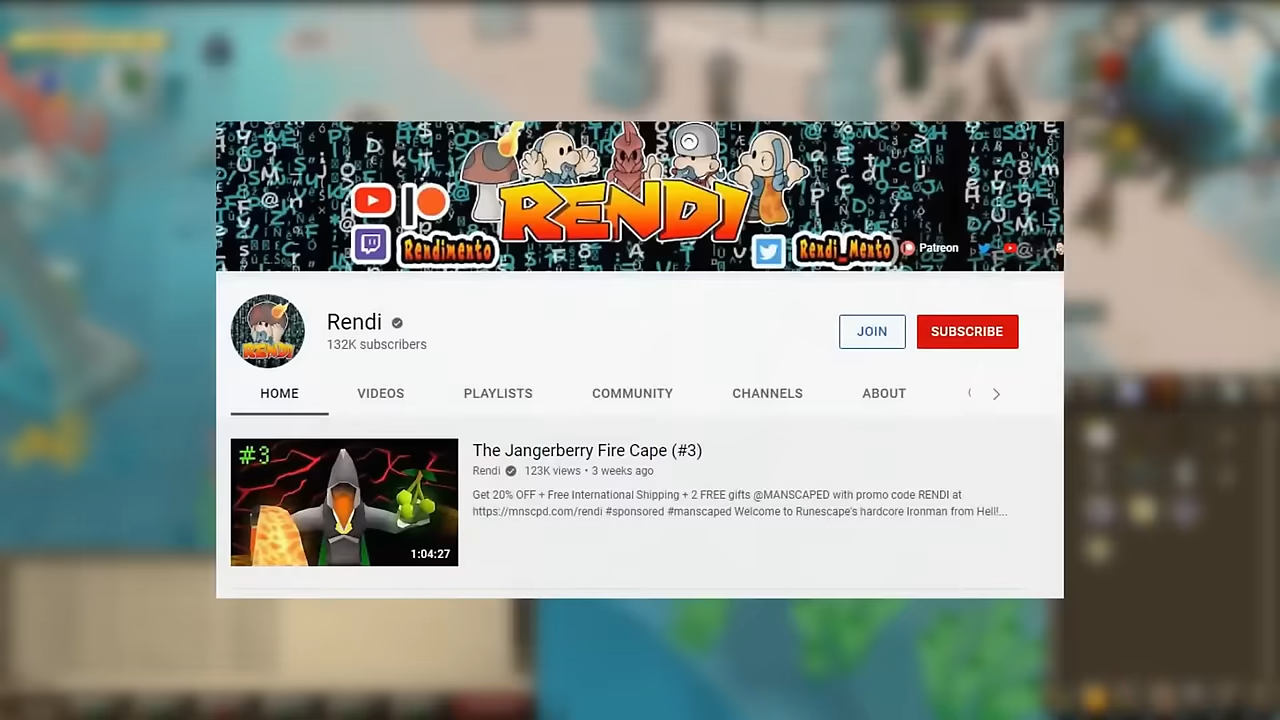 RENDI
Rendimento
Rendi_Mento
Patreon
RENDI
Rendi
132K subscribers
JOIN
SUBSCRIBE
HOME
VIDEOS
PLAYLISTS
COMMUNITY
CHANNELS
ABOUT
#3
1:04:27
The Jangerberry Fire Cape (#3)
Rendi 123K views • 3 weeks ago
Get 20% OFF + Free International Shipping + 2 FREE gifts @MANSCAPED with promo code RENDI at
https://mnscpd.com/rendi #sponsored #manscaped Welcome to Runescape's hardcore Ironman from Hell!...